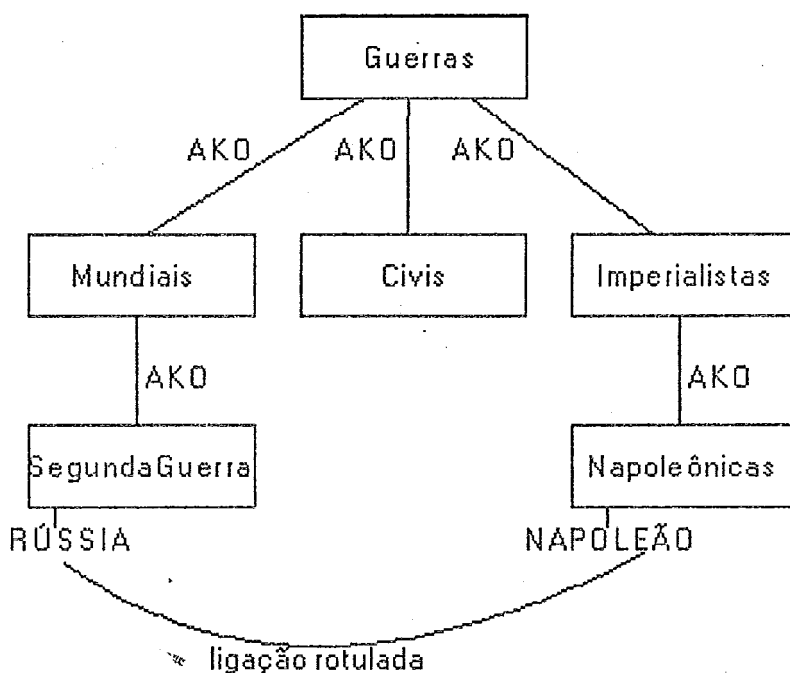 Guerras
AKO AKO AKO
Mundiais Civis Imperialistas
AKO AKO
SegundaGuerra Napoleônicas
RÚSSIA NAPOLEÃO
ligação rotulada